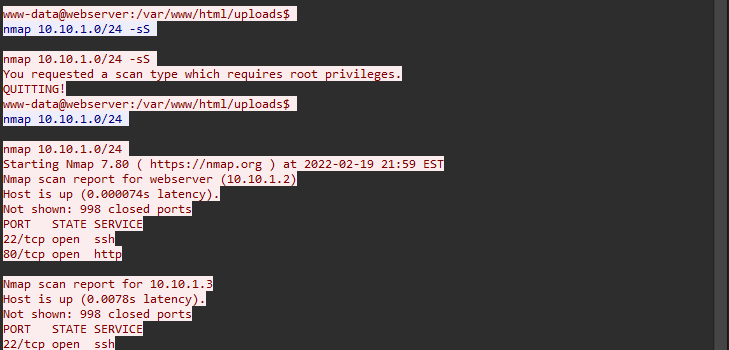 www-data@webserver:/var/www/html/uploads$
nmap 10.10.1.0/24 -sS
nmap 10.10.1.0/24 -sS
You requested a scan type which requires root privileges.
QUITTING!
www-data@webserver:/var/www/html/uploads$
nmap 10.10.1.0/24
nmap 10.10.1.0/24
Starting Nmap 7.80 ( https://nmap.org ) at 2022-02-19 21:59 EST
Nmap scan report for webserver (10.10.1.2)
Host is up (0.000074s latency).
Not shown: 998 closed ports
PORT   STATE SERVICE
22/tcp open  ssh
80/tcp open  http
Nmap scan report for 10.10.1.3
Host is up (0.0078s latency).
Not shown: 998 closed ports
PORT   STATE SERVICE
22/tcp open  ssh